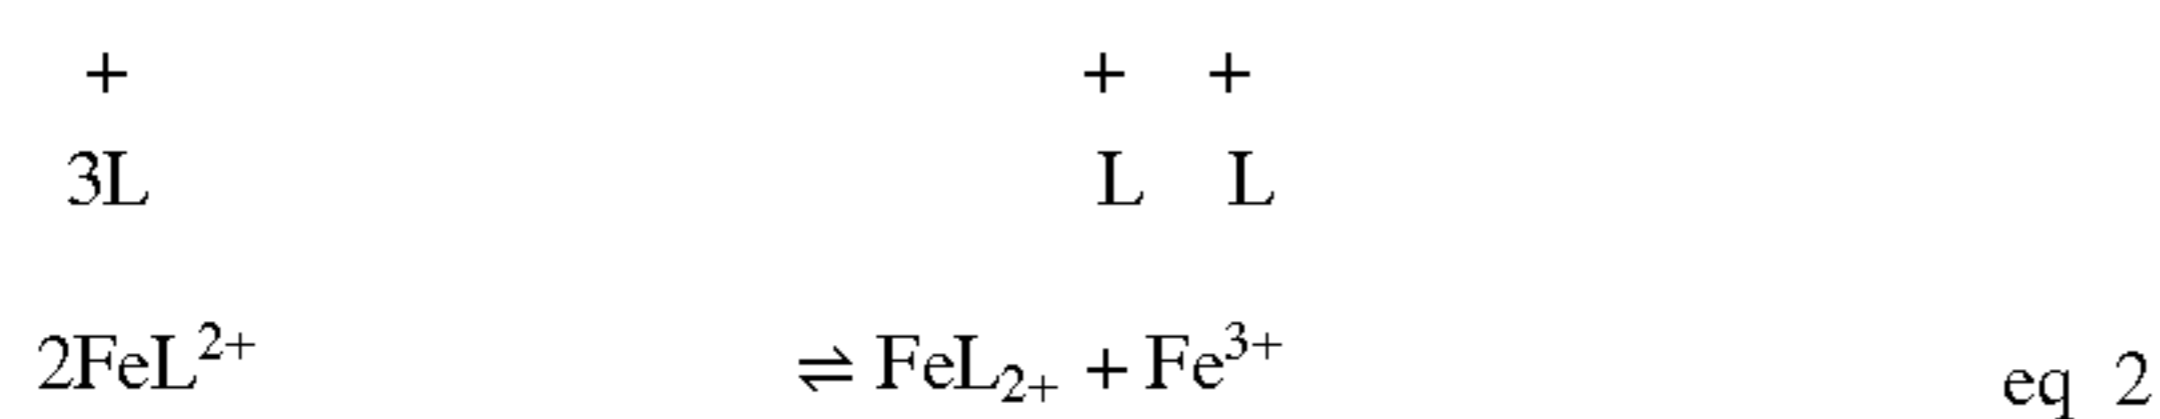 + + +
3L L L
2FeL²⁺ ⇌ FeL₂₊ + Fe³⁺ eq 2